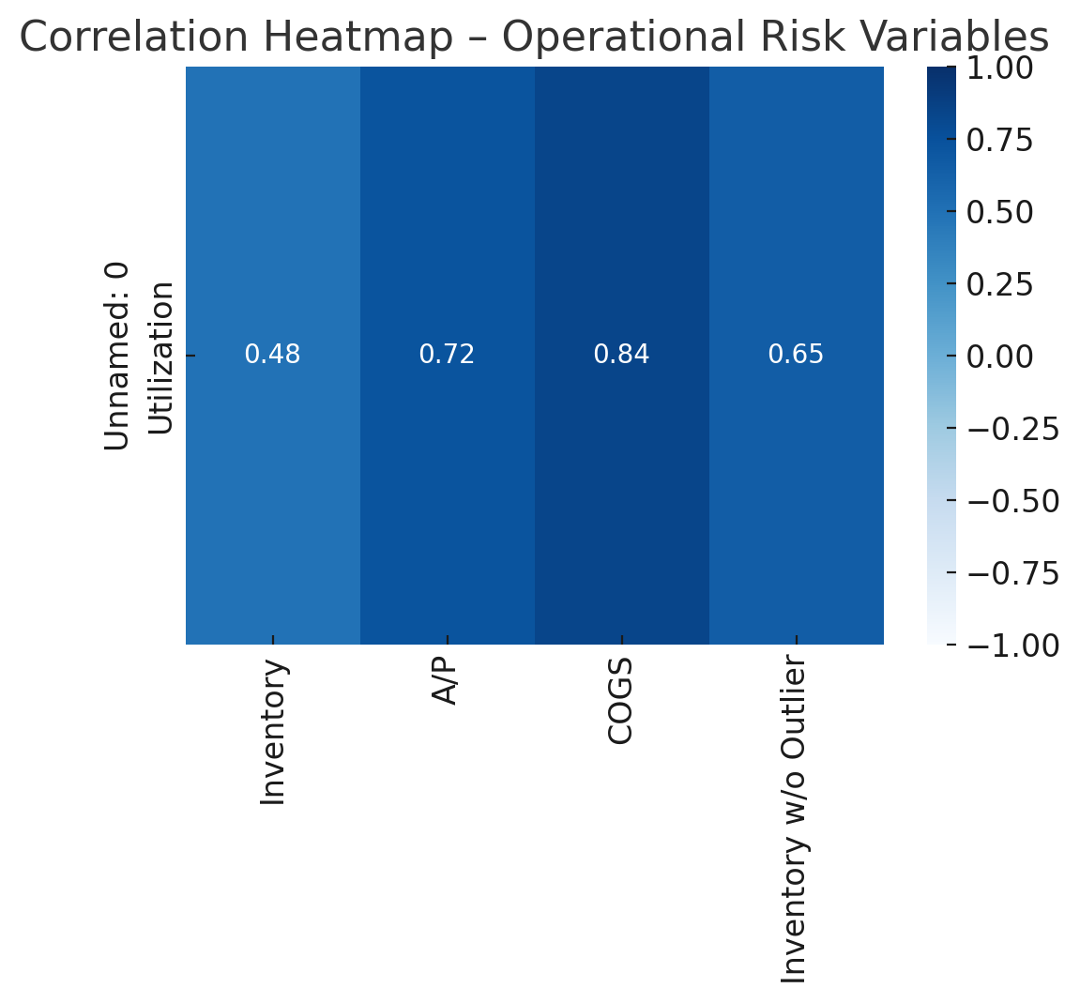 Correlation Heatmap – Operational Risk Variables
Unnamed: 0
Utilization
0.48
0.72
0.84
0.65
Inventory
A/P
COGS
Inventory w/o Outlier
1.00
0.75
0.50
0.25
0.00
−0.25
−0.50
−0.75
−1.00